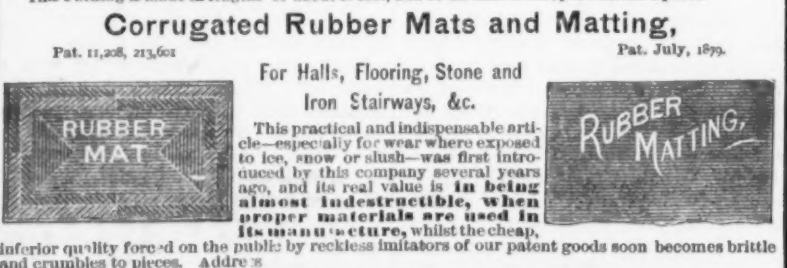 Corrugated Rubber Mats and Matting,
Pat. 11,208, 213,601
Pat. July, 1879.
For Halls, Flooring, Stone and
Iron Stairways, &c.
RUBBER
MAT
This practical and indispensable arti-
cle—especially for wear where exposed
to ice, snow or slush—was first intro-
duced by this company several years
ago, and its real value is in being
almost indestructible, when
proper materials are used in
its manufacture, whilst the cheap,
RUBBER
MATTING,
inferior quality forced on the public by reckless imitators of our patent goods soon becomes brittle
and crumbles to pieces. Address